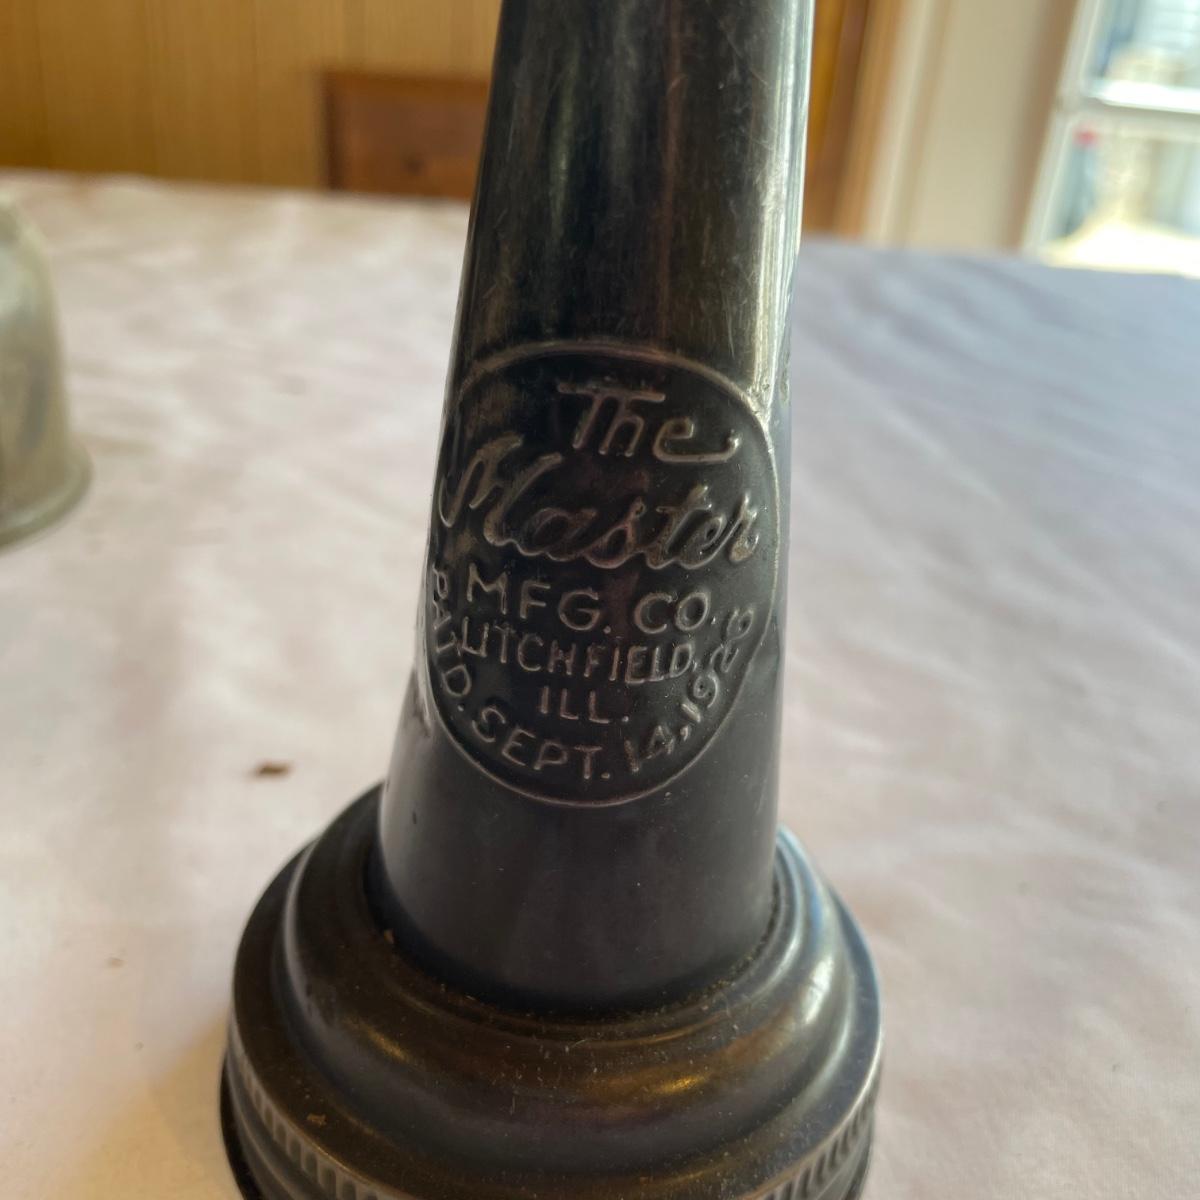 The
Master
MFG. CO.
LITCHFIELD,
ILL.
PAT'D. SEPT. 14, 1926